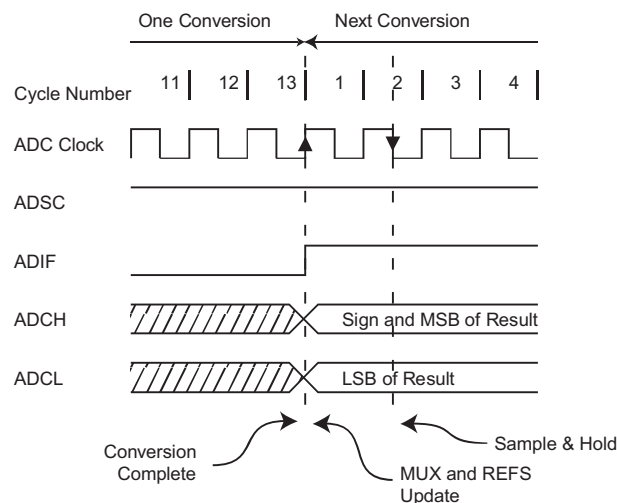 One Conversion Next Conversion
Cycle Number 11 12 13 1 2 3 4
ADC Clock
ADSC
ADIF
ADCH Sign and MSB of Result
ADCL LSB of Result
Conversion
Complete
MUX and REFS
Update
Sample & Hold